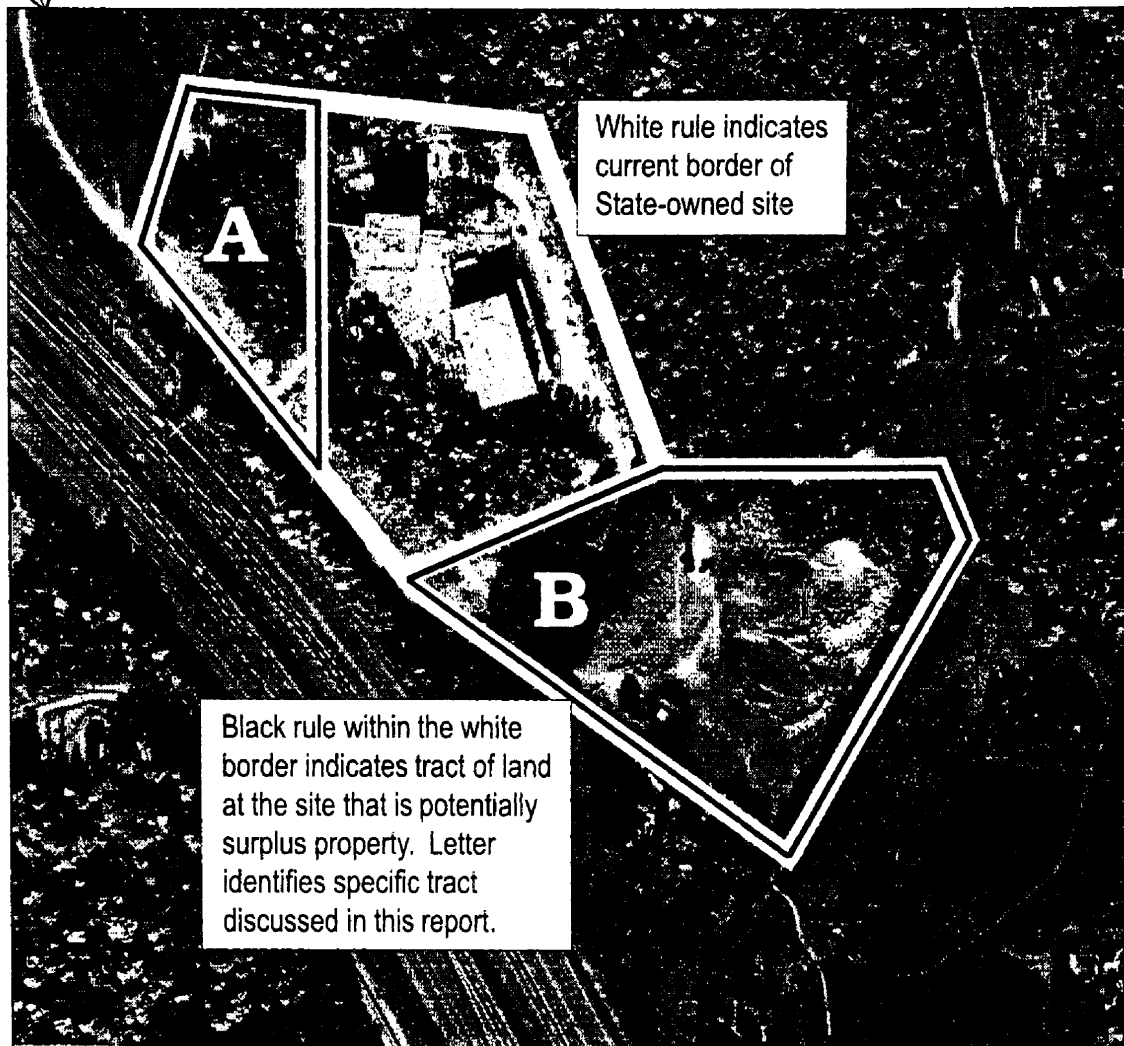 White rule indicates
current border of
State-owned site
A
B
Black rule within the white
border indicates tract of land
at the site that is potentially
surplus property. Letter
identifies specific tract
discussed in this report.